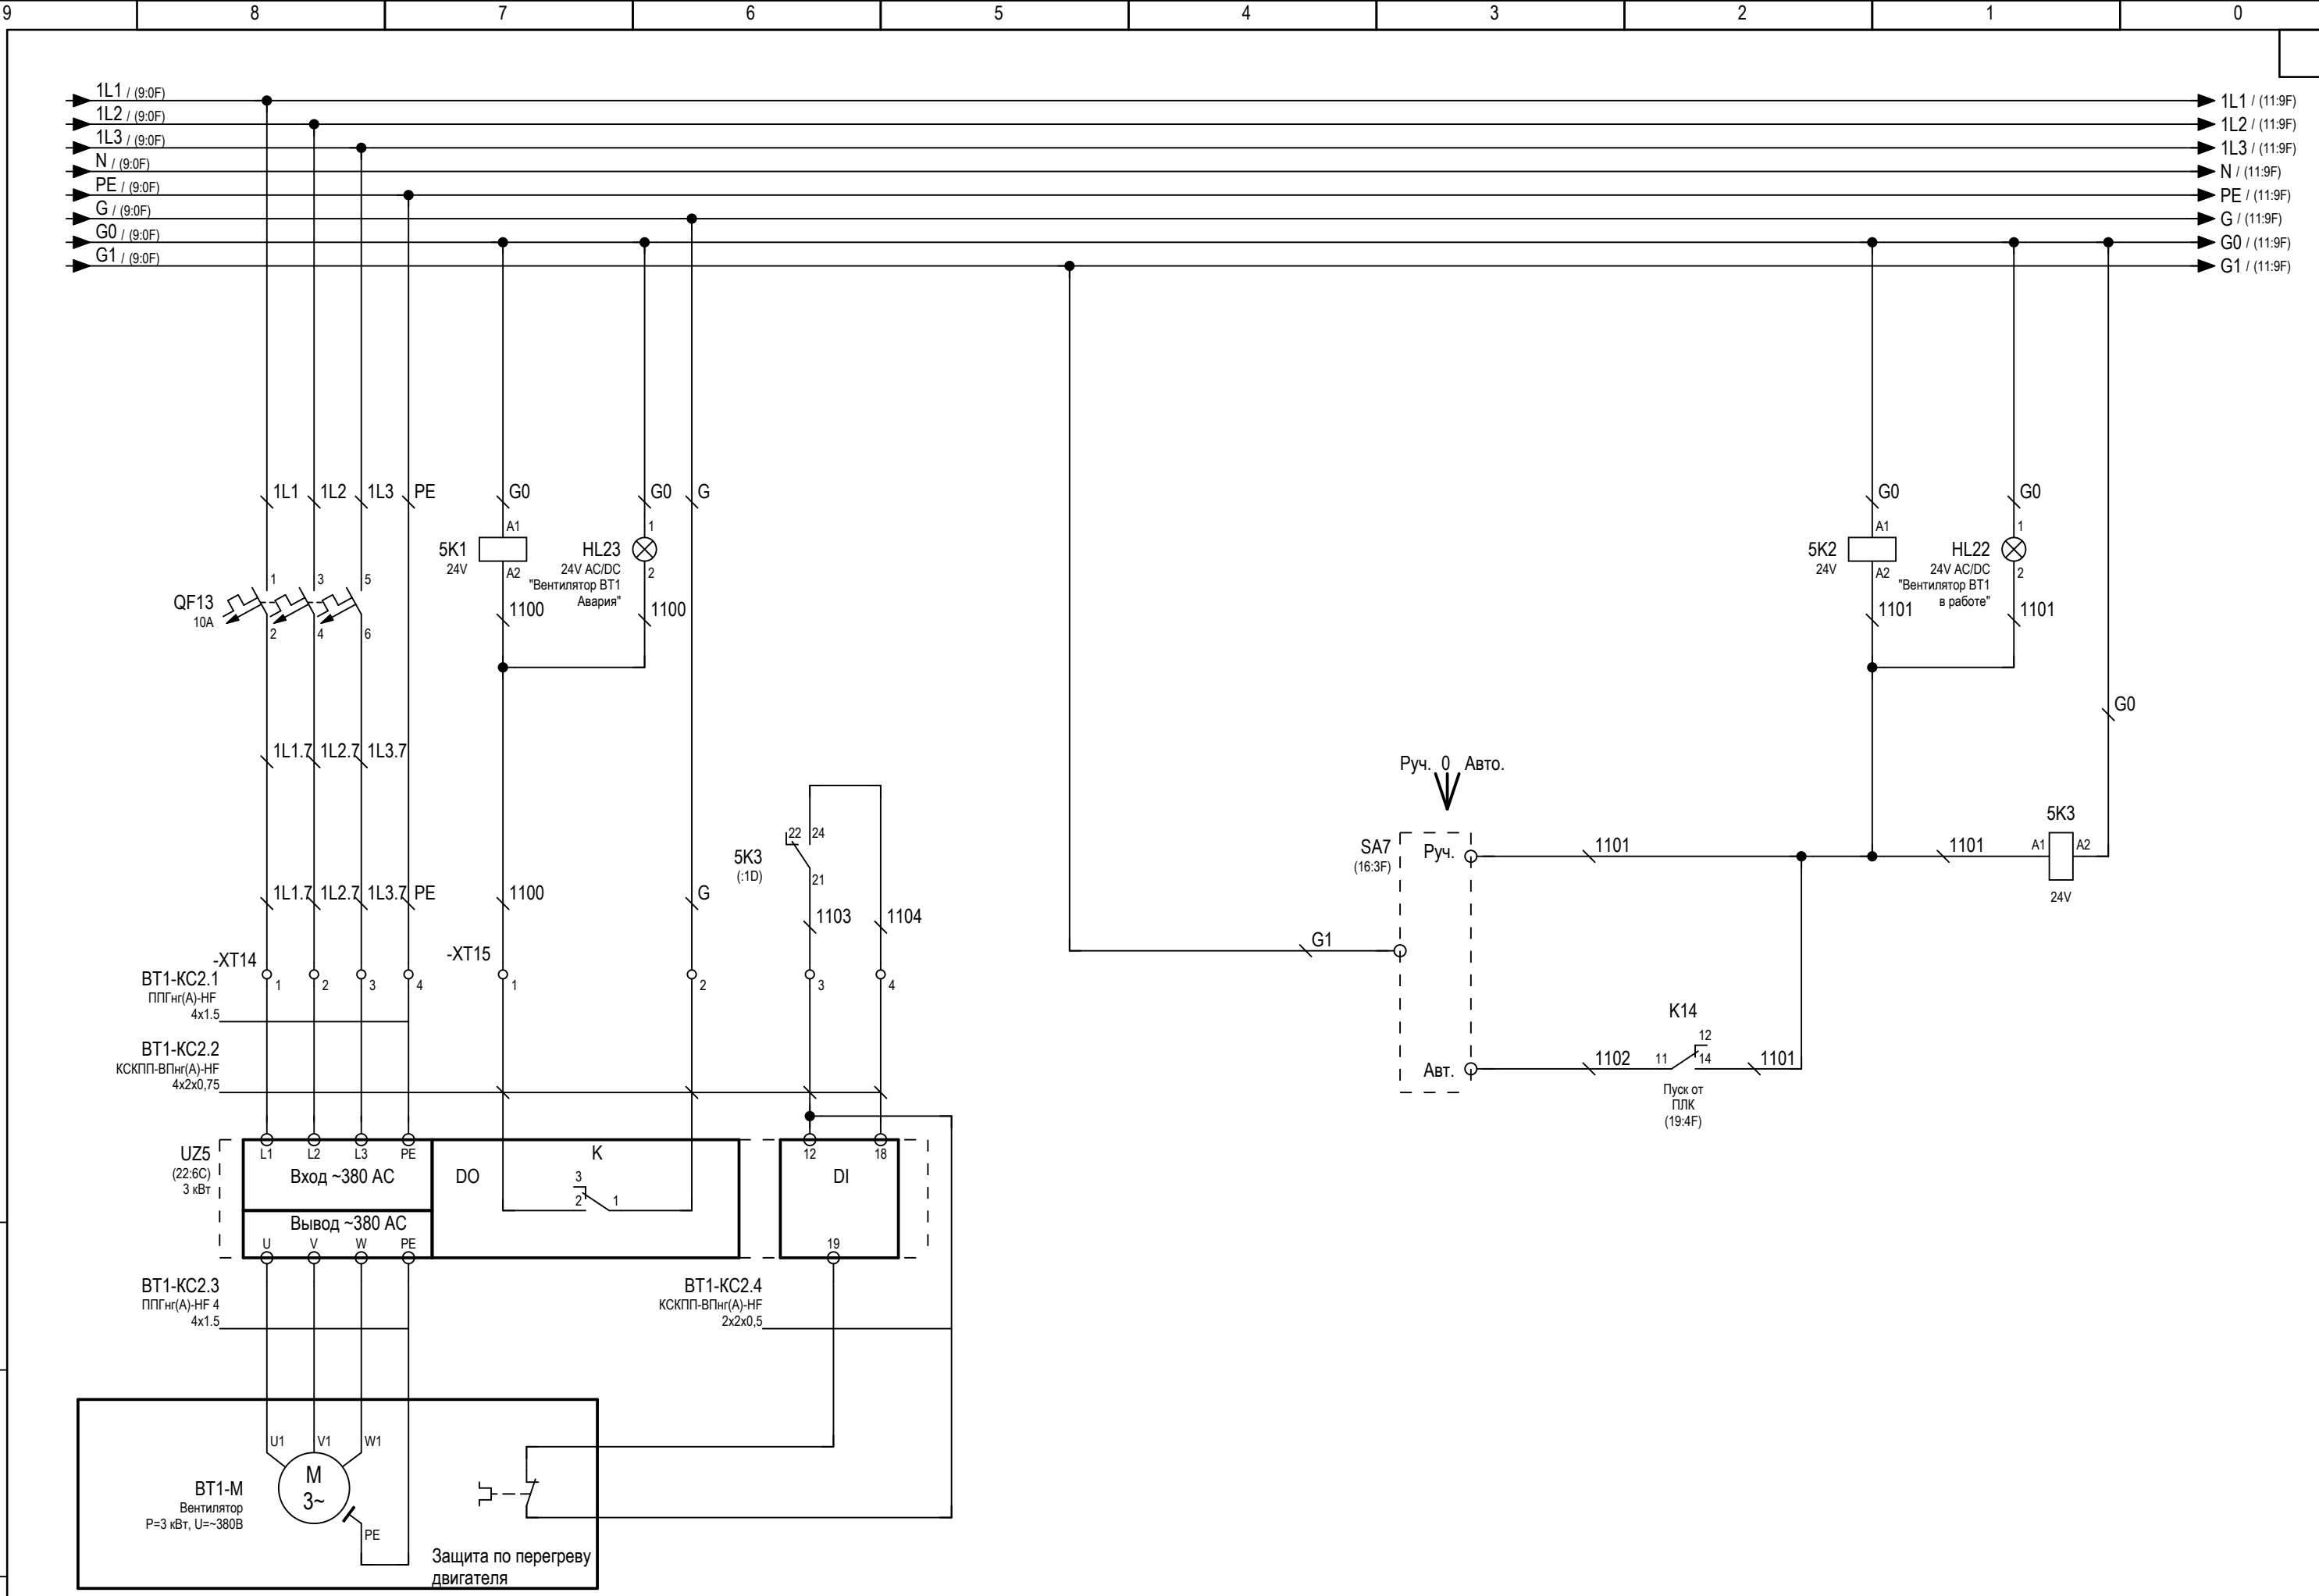 9 8 7 6 5 4 3 2 1 0
1L1 / (9:0F)
1L2 / (9:0F)
1L3 / (9:0F)
N / (9:0F)
PE / (9:0F)
G / (9:0F)
G0 / (9:0F)
G1 / (9:0F)
1L1 / (11:9F)
1L2 / (11:9F)
1L3 / (11:9F)
N / (11:9F)
PE / (11:9F)
G / (11:9F)
G0 / (11:9F)
G1 / (11:9F)
1L1 1L2 1L3 PE G0 G0 G G0 G0
5K1
24V
A1
A2
HL23
24V AC/DC
"Вентилятор ВТ1
Авария"
1
2
5K2
24V
A1
A2
HL22
24V AC/DC
"Вентилятор ВТ1
в работе"
1
2
QF13
10A
1 3 5
2 4 6
1100 1100 1101 1101
G0
1L1.7 1L2.7 1L3.7
Руч. 0 Авто.
5K3
(:1D)
22 24
21
SA7
(16:3F)
Руч.
1101
1101
5K3
A1 A2
24V
1L1.7 1L2.7 1L3.7 PE 1100 G 1103 1104
G1
-XT14
1 2 3 4
-XT15
1 2 3 4
ВТ1-КС2.1
ППГнг(А)-HF
4х1.5
ВТ1-КС2.2
КСКПП-ВПнг(А)-HF
4х2х0,75
K14
12
11 14
Авт.
1102 1101
Пуск от
ПЛК
(19:4F)
UZ5
(22:6C)
3 кВт
L1 L2 L3 PE
Вход ~380 АС
Вывод ~380 АС
U V W PE
DO
K
3
2 1
12 18
DI
19
ВТ1-КС2.3
ППГнг(А)-HF 4
4х1.5
ВТ1-КС2.4
КСКПП-ВПнг(А)-HF
2х2х0,5
U1 V1 W1
M
3~
PE
ВТ1-М
Вентилятор
P=3 кВт, U=~380В
Защита по перегреву
двигателя